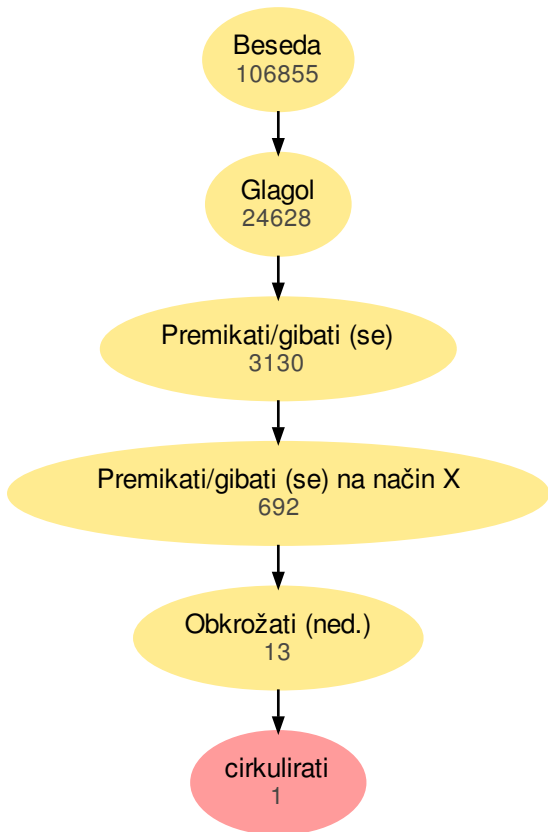 Beseda
106855
Glagol
24628
Premikati/gibati (se)
3130
Premikati/gibati (se) na način X
692
Obkrožati (ned.)
13
cirkulirati
1